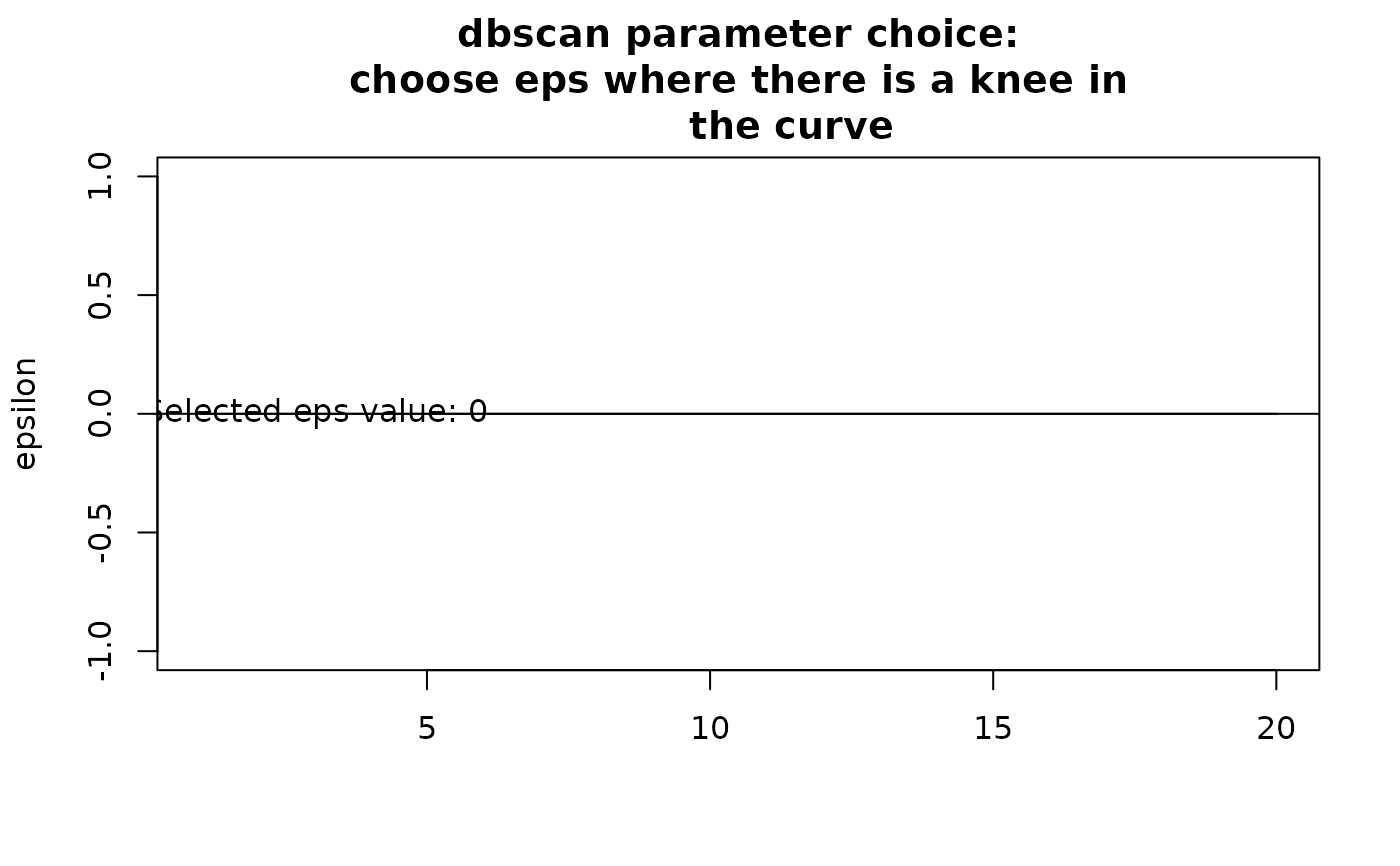 dbscan parameter choice:
choose eps where there is a knee in
the curve
epsilon
1.0
0.5
0.0
-0.5
-1.0
Selected eps value: 0
5
10
15
20